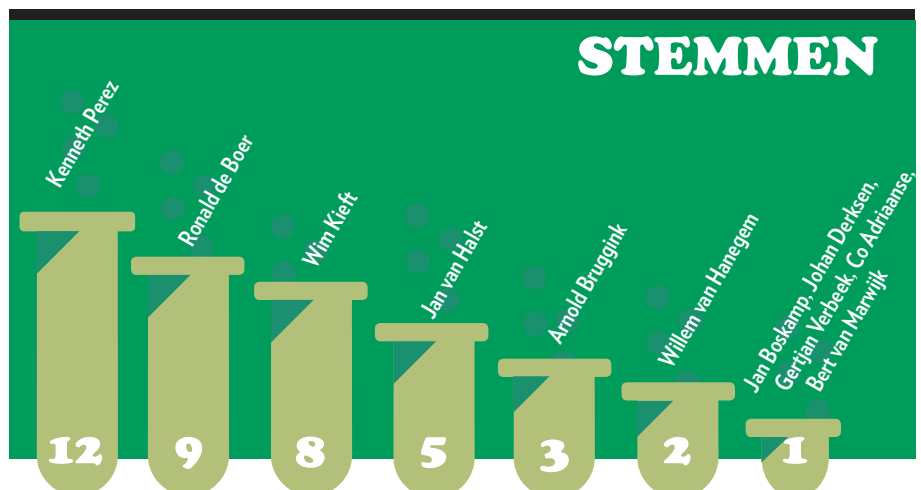 STEMMEN
Kenneth Perez
Ronald de Boer
Wim Kieft
Jan van Halst
Arnold Bruggink
Willem van Hanegem
Jan Boskamp, Johan Derksen,
Gertjan Verbeek, Co Adriaanse,
Bert van Marwijk
12
9
8
5
3
2
1